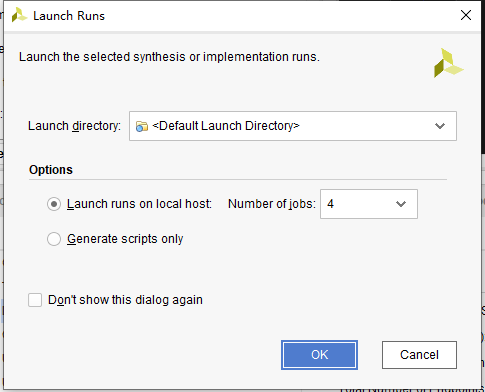 Launch Runs
Launch the selected synthesis or implementation runs.
Launch directory: <Default Launch Directory>
Options
Launch runs on local host: Number of jobs: 4
Generate scripts only
Don't show this dialog again
OK Cancel